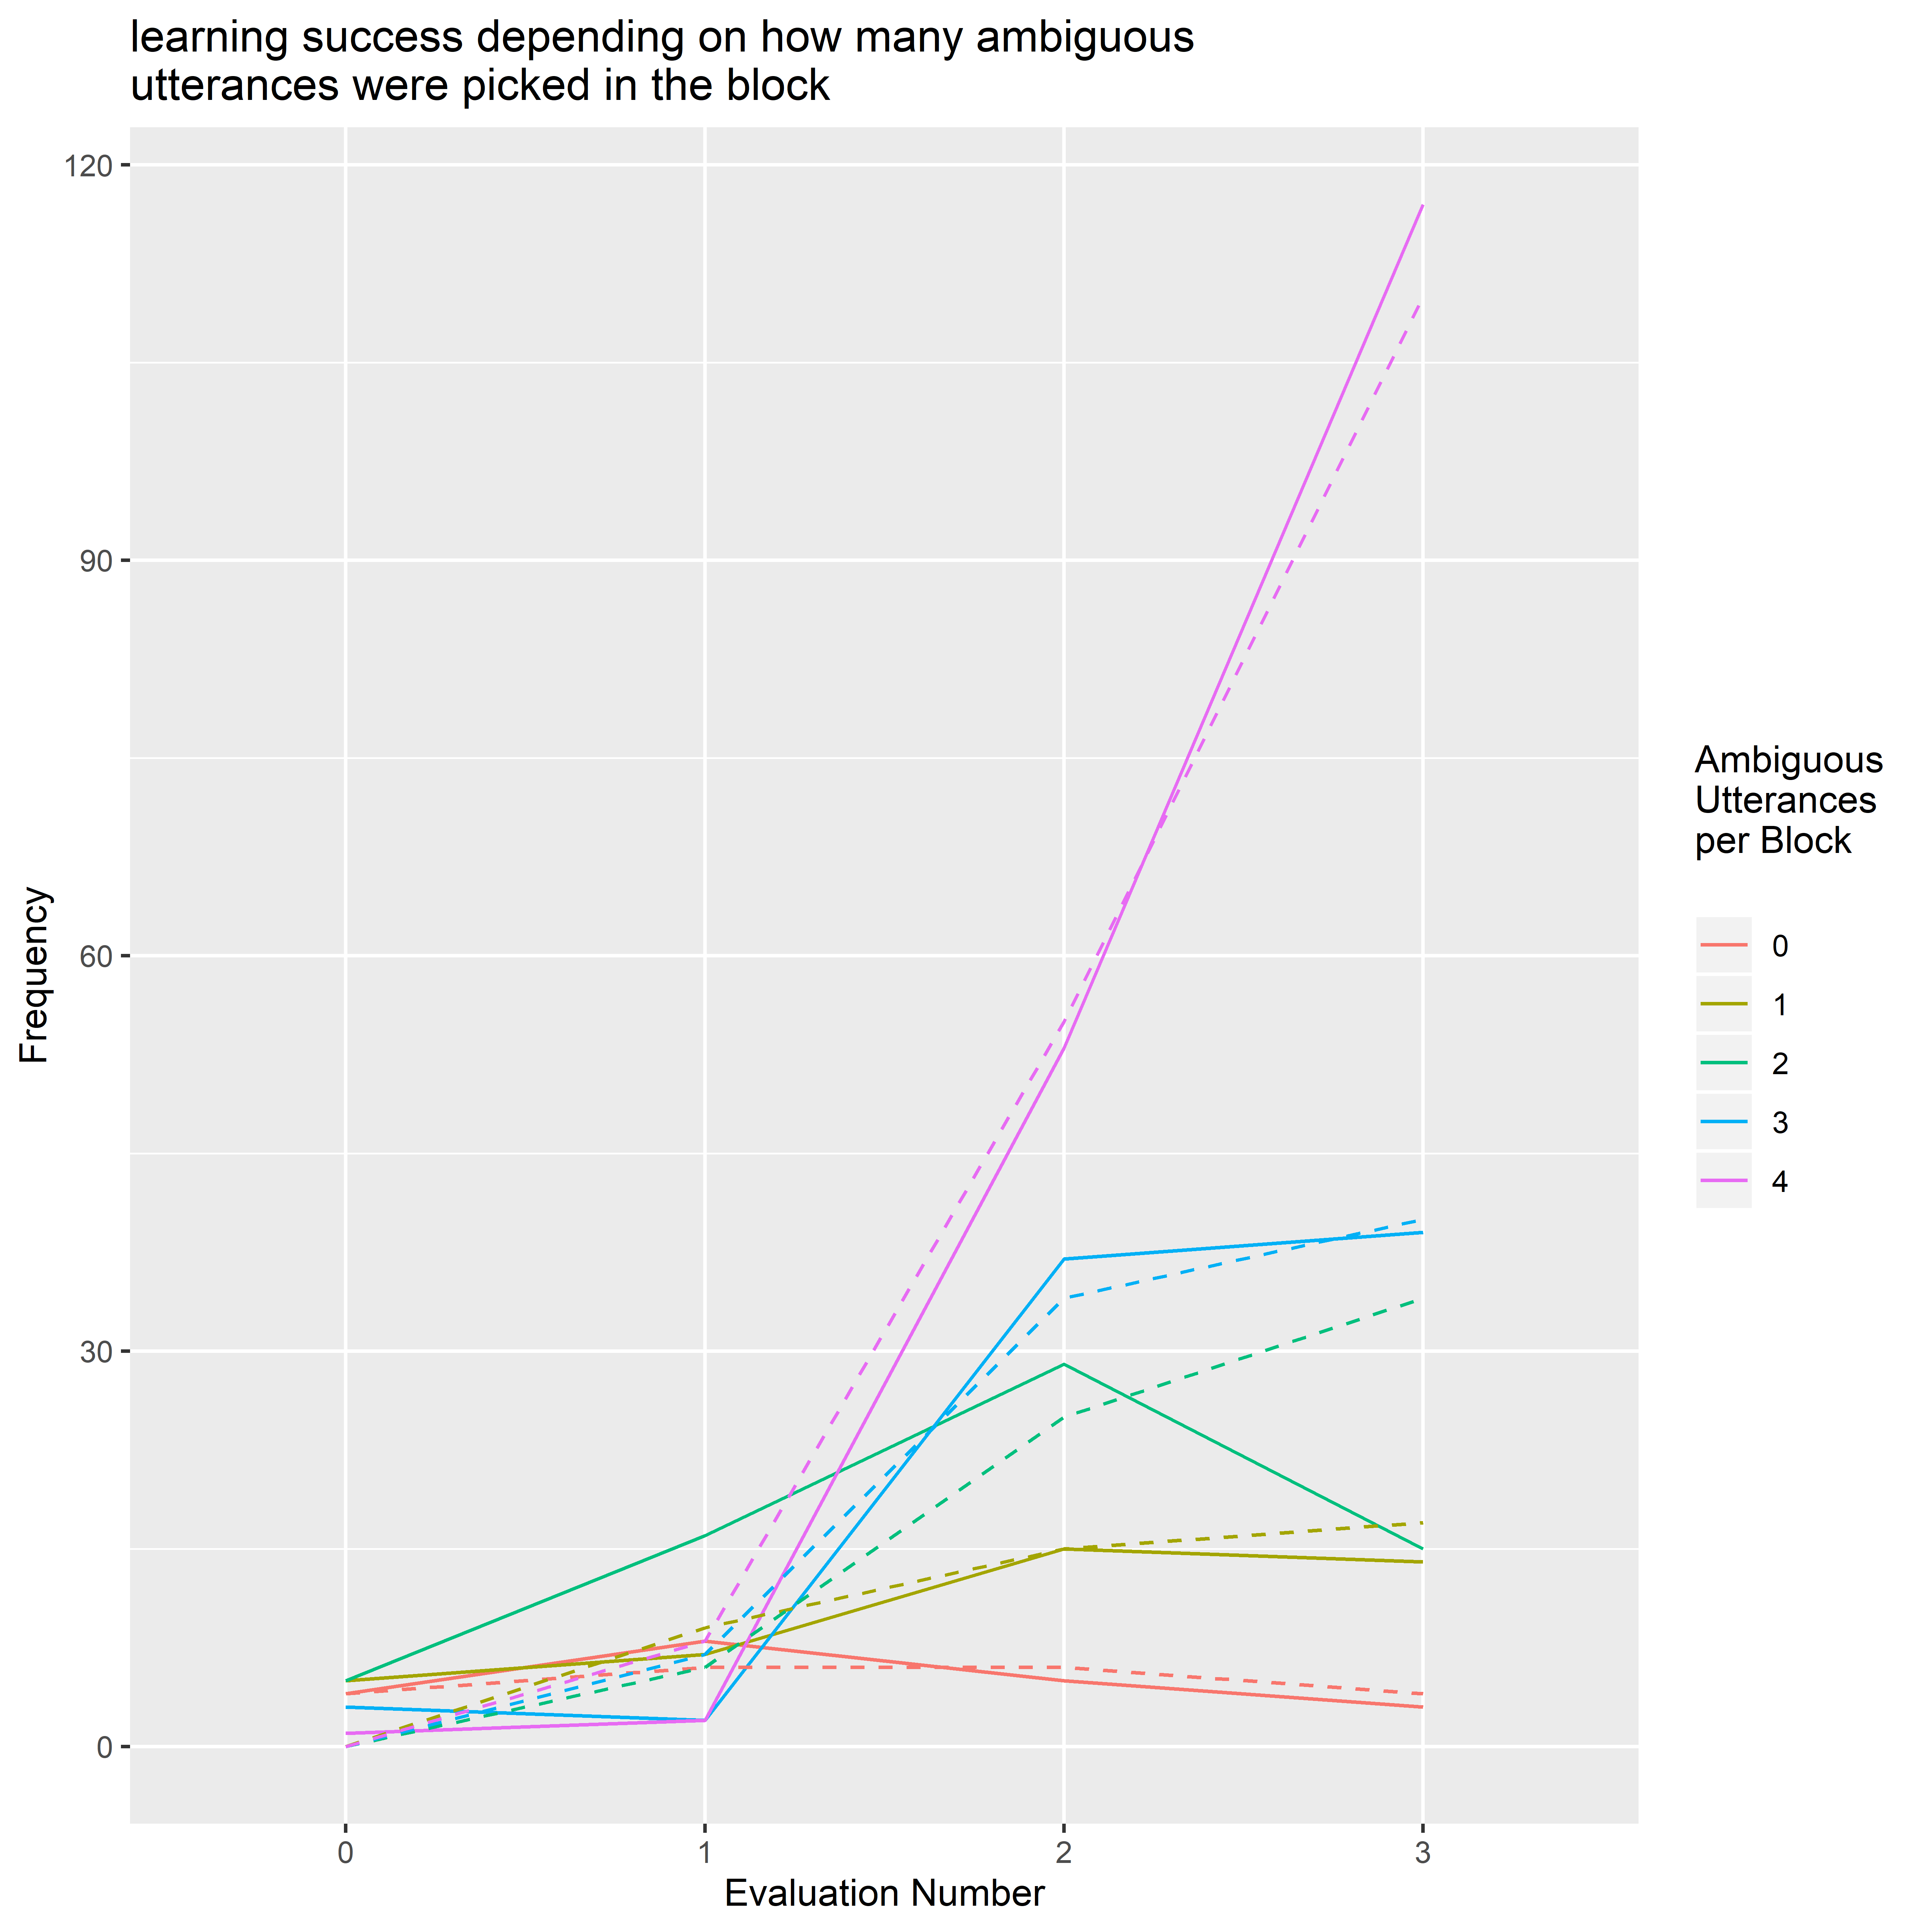 learning success depending on how many ambiguous
utterances were picked in the block
120
90
60
30
0
Frequency
0
1
2
3
Evaluation Number
Ambiguous
Utterances
per Block
0
1
2
3
4